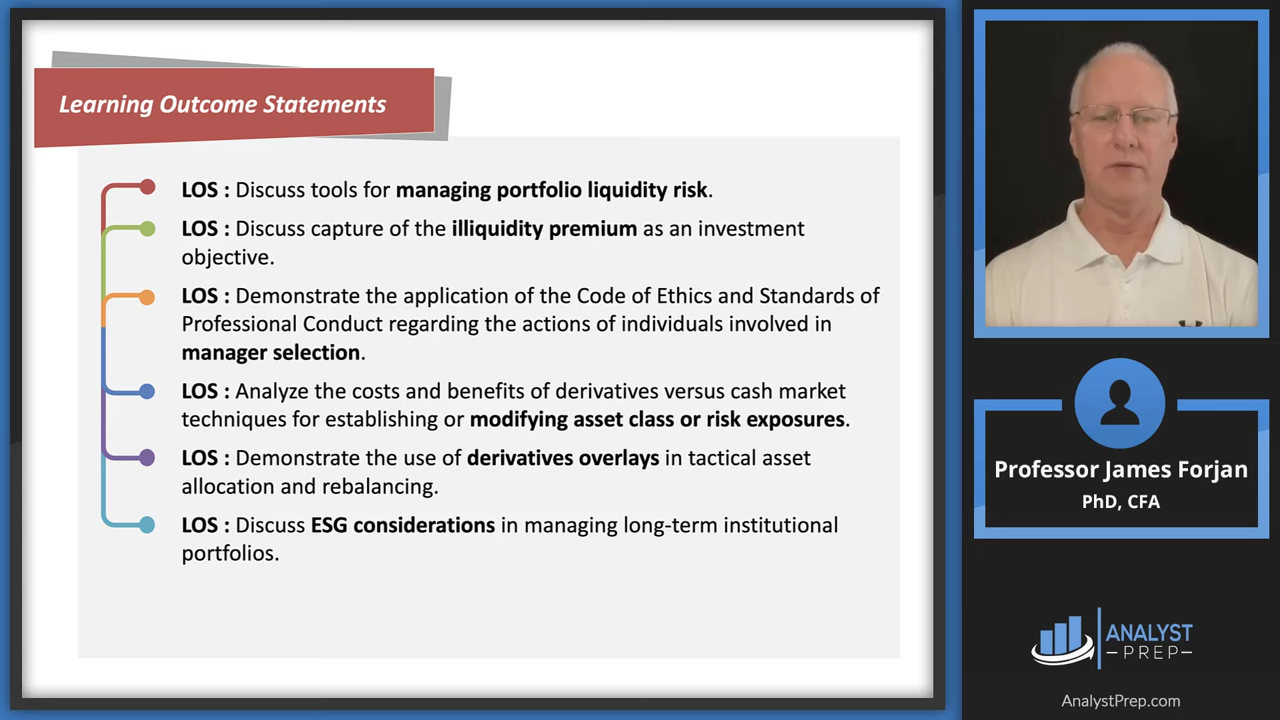 Learning Outcome Statements
LOS : Discuss tools for managing portfolio liquidity risk.
LOS : Discuss capture of the illiquidity premium as an investment
objective.
LOS : Demonstrate the application of the Code of Ethics and Standards of
Professional Conduct regarding the actions of individuals involved in
manager selection.
LOS : Analyze the costs and benefits of derivatives versus cash market
techniques for establishing or modifying asset class or risk exposures.
LOS : Demonstrate the use of derivatives overlays in tactical asset
allocation and rebalancing.
LOS : Discuss ESG considerations in managing long-term institutional
portfolios.
Professor James Forjan
PhD, CFA
ANALYST
–PREP–
AnalystPrep.com